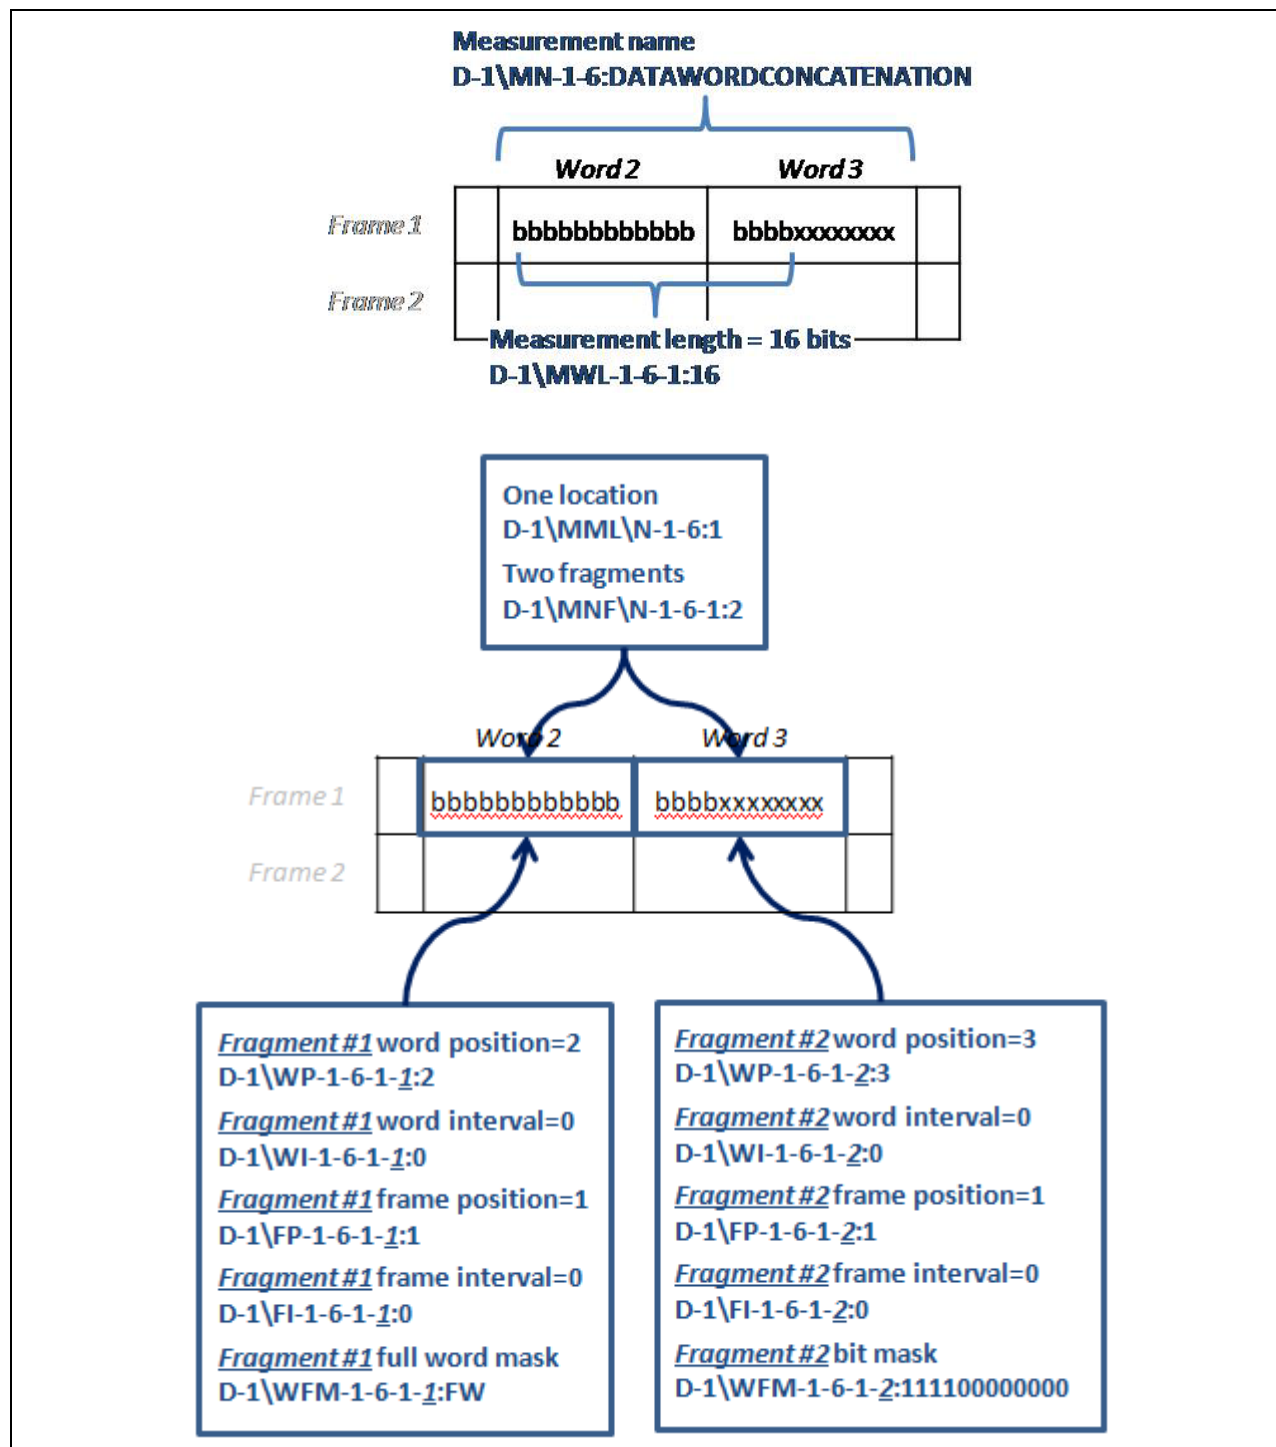 Measurement name
D-1\MN-1-6:DATAWORDCONCATENATION
Word 2 Word 3
Frame 1 bbbbbbbbbbbb bbbbxxxxxxxx
Frame 2
Measurement length = 16 bits
D-1\MWL-1-6-1:16
One location
D-1\MML\N-1-6:1
Two fragments
D-1\MNF\N-1-6-1:2
Word 2 Word 3
Frame 1 bbbbbbbbbbbb bbbbxxxxxxxx
Frame 2
Fragment #1 word position=2
D-1\WP-1-6-1-1:2
Fragment #1 word interval=0
D-1\WI-1-6-1-1:0
Fragment #1 frame position=1
D-1\FP-1-6-1-1:1
Fragment #1 frame interval=0
D-1\FI-1-6-1-1:0
Fragment #1 full word mask
D-1\WFM-1-6-1-1:FW
Fragment #2 word position=3
D-1\WP-1-6-1-2:3
Fragment #2 word interval=0
D-1\WI-1-6-1-2:0
Fragment #2 frame position=1
D-1\FP-1-6-1-2:1
Fragment #2 frame interval=0
D-1\FI-1-6-1-2:0
Fragment #2 bit mask
D-1\WFM-1-6-1-2:111100000000